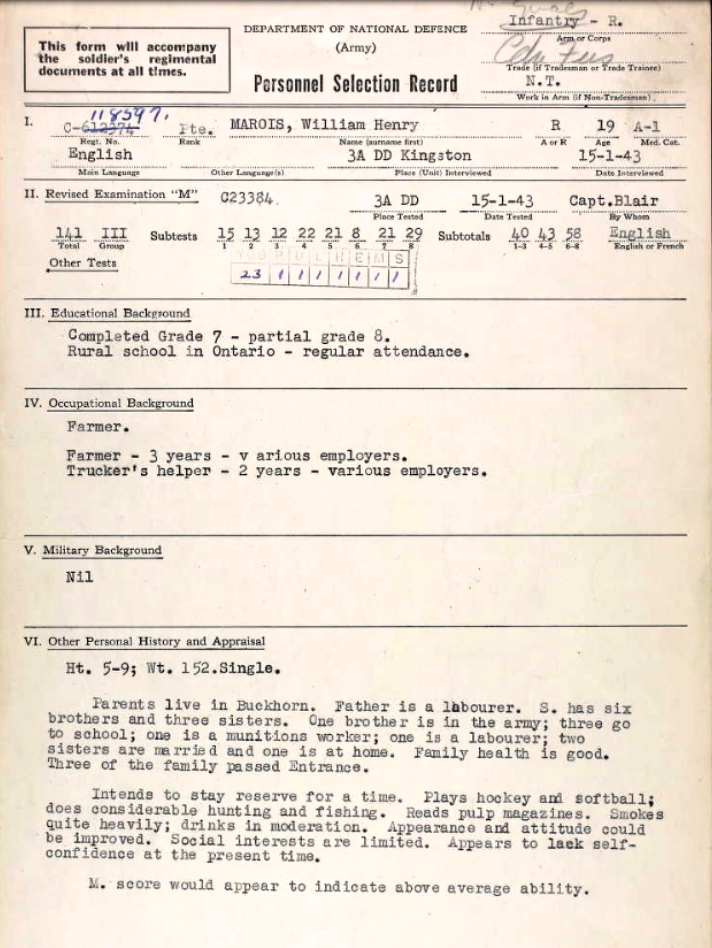 This form will accompany
the soldier's regimental
documents at all times.
DEPARTMENT OF NATIONAL DEFENCE
(Army)
Personnel Selection Record
Infantry - R.
Arm or Corps
Cdn Fus
Trade (if Tradesman or Trade Trainee)
N.T.
Work in Arm (if Non-Tradesman)
118597.
I. C-612374 Pte. MAROIS, William Henry R 19 A-1
Regt. No. Rank Name (surname first) A or R Age Med. Cat.
English 3A DD Kingston 15-1-43
Main Language Other Language(s) Place (Unit) Interviewed Date Interviewed
II. Revised Examination "M" C23384. 3A DD 15-1-43 Capt.Blair
Place Tested Date Tested By Whom
141 III Subtests 15 13 12 22 21 8 21 29 Subtotals 40 43 58 English
Total Group 1 2 3 4 5 6 7 8 1-3 4-5 6-8 English or French
Other Tests
YOB P U L H E M S
23 1 1 1 1 1 1 1
III. Educational Background
Completed Grade 7 - partial grade 8.
Rural school in Ontario - regular attendance.
IV. Occupational Background
Farmer.
Farmer - 3 years - v arious employers.
Trucker's helper - 2 years - various employers.
V. Military Background
Nil
VI. Other Personal History and Appraisal
Ht. 5-9; Wt. 152.Single.
Parents live in Buckhorn. Father is a labourer. S. has six
brothers and three sisters. One brother is in the army; three go
to school; one is a munitions worker; one is a labourer; two
sisters are married and one is at home. Family health is good.
Three of the family passed Entrance.
Intends to stay reserve for a time. Plays hockey and softball;
does considerable hunting and fishing. Reads pulp magazines. Smokes
quite heavily; drinks in moderation. Appearance and attitude could
be improved. Social interests are limited. Appears to lack self-
confidence at the present time.
M. score would appear to indicate above average ability.